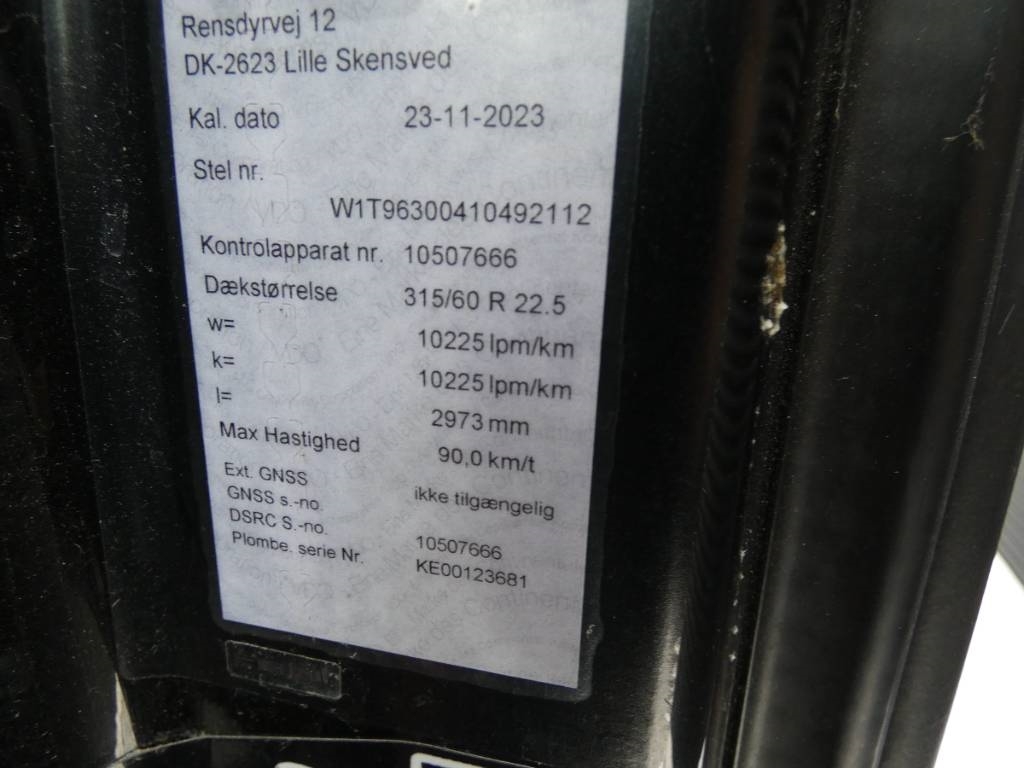 Rensdyrvej 12
DK-2623 Lille Skensved
Kal. dato 23-11-2023
Stel nr.
W1T96300410492112
Kontrolapparat nr. 10507666
Dækstørrelse 315/60 R 22.5
w= 10225 lpm/km
k= 10225 lpm/km
l= 2973 mm
Max Hastighed 90,0 km/t
Ext. GNSS
GNSS s.-no. ikke tilgængelig
DSRC S.-no. 10507666
Plombe. serie Nr. KE00123681